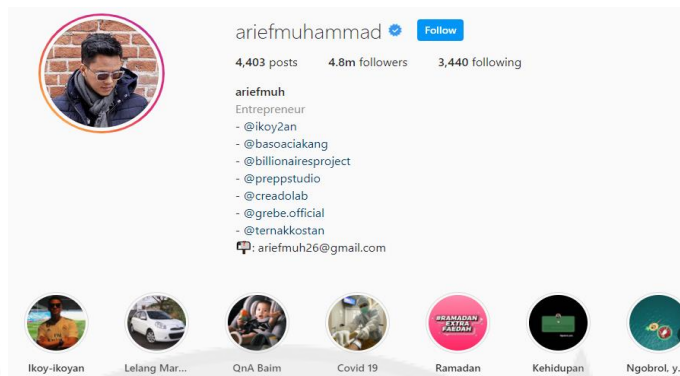 ariefmuhammad Follow
4,403 posts 4.8m followers 3,440 following
ariefmuh
Entrepreneur
- @ikoy2an
- @basoaciakang
- @billionairesproject
- @preppstudio
- @creadolab
- @grebe.official
- @ternakkostan
: ariefmuh26@gmail.com
#RAMADAN
EXTRA
FAEDAH
Ikoy-ikoyan Lelang Mar... QnA Baim Covid 19 Ramadan Kehidupan Ngobrol, y.